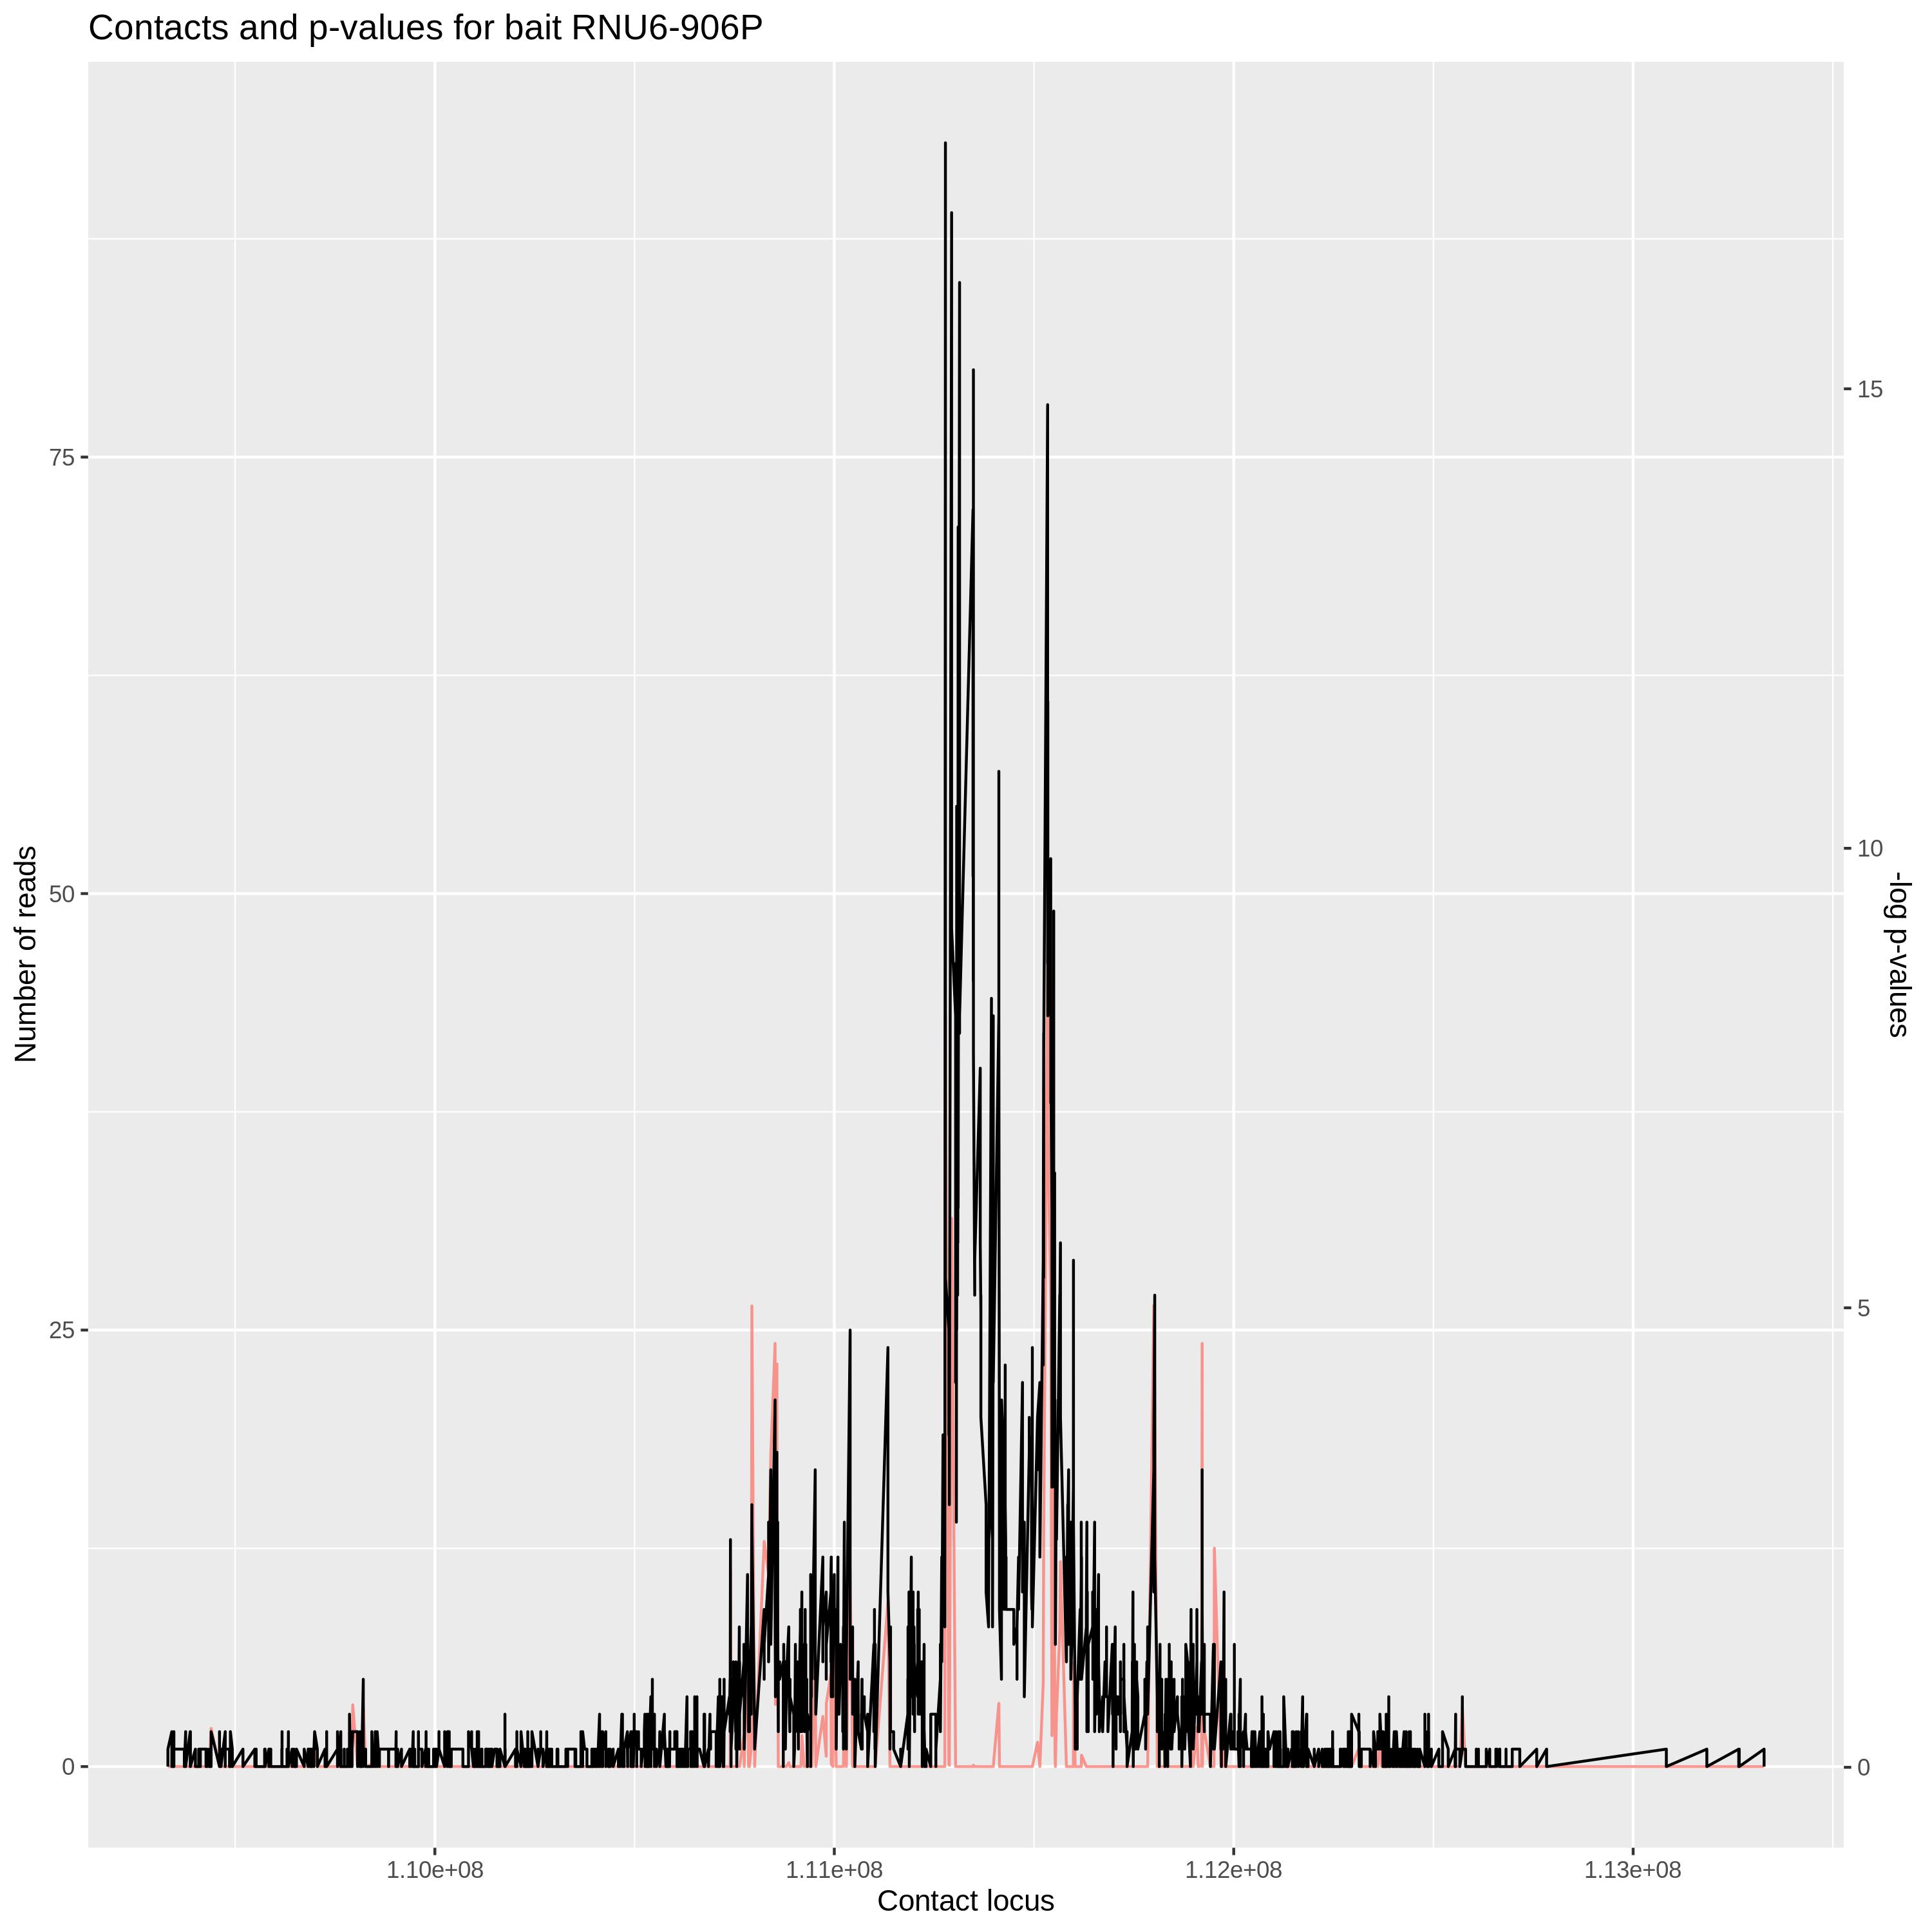 Contacts and p-values for bait RNU6-906P
75
50
25
0
Number of reads
15
10
5
0
-log p-values
1.10e+08
1.11e+08
1.12e+08
1.13e+08
Contact locus